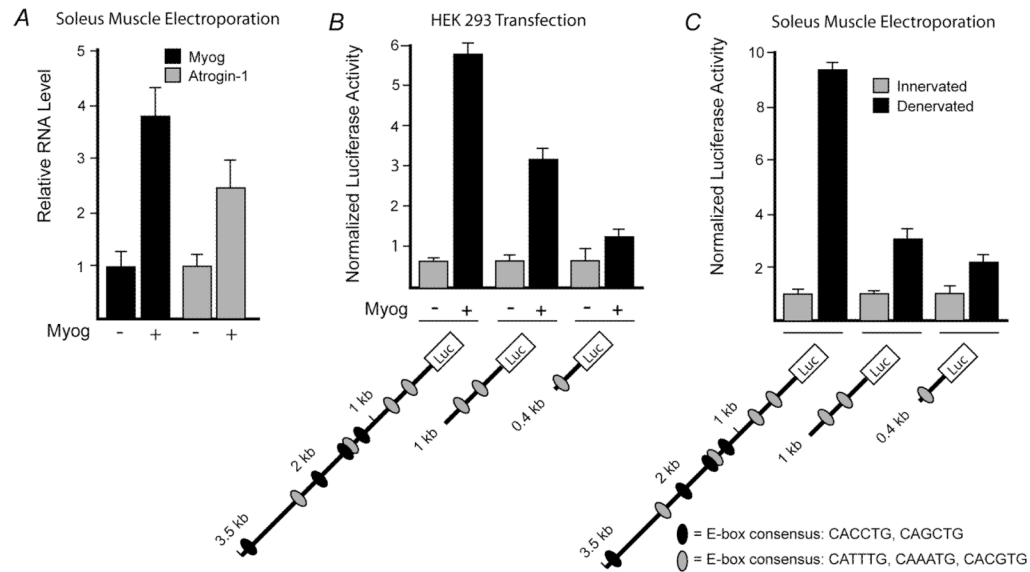 A Soleus Muscle Electroporation
Relative RNA Level
5
4
3
2
1
Myog
Atrogin-1
Myog - + - +
B HEK 293 Transfection
Normalized Luciferase Activity
6
5
4
3
2
1
Myog - + - + - +
Luc
1 kb
2 kb
3.5 kb
Luc
1 kb
Luc
0.4 kb
C Soleus Muscle Electroporation
Normalized Luciferase Activity
10
8
6
4
2
Innervated
Denervated
Luc
1 kb
2 kb
3.5 kb
Luc
1 kb
Luc
0.4 kb
= E-box consensus: CACCTG, CAGCTG
= E-box consensus: CATTTG, CAAATG, CACGTG